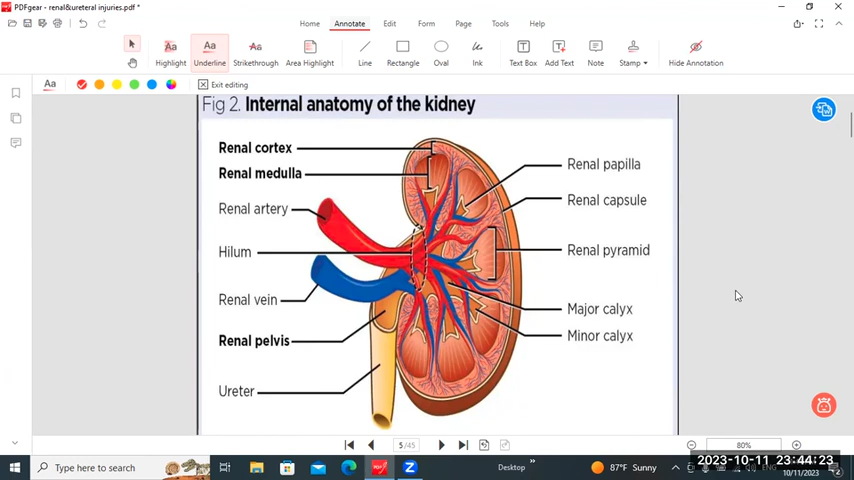 PDFgear - renal&ureteral injuries.pdf *
Home Annotate Edit Form Page Tools Help
Highlight Underline Strikethrough Area Highlight Line Rectangle Oval Ink Text Box Add Text Note Stamp Hide Annotation
Exit editing
Fig 2. Internal anatomy of the kidney
Renal cortex
Renal medulla
Renal artery
Hilum
Renal vein
Renal pelvis
Ureter
Renal papilla
Renal capsule
Renal pyramid
Major calyx
Minor calyx
5 /45
80%
Type here to search
Desktop
87°F Sunny
ENG
2023-10-11 23:44:23
10/11/2023